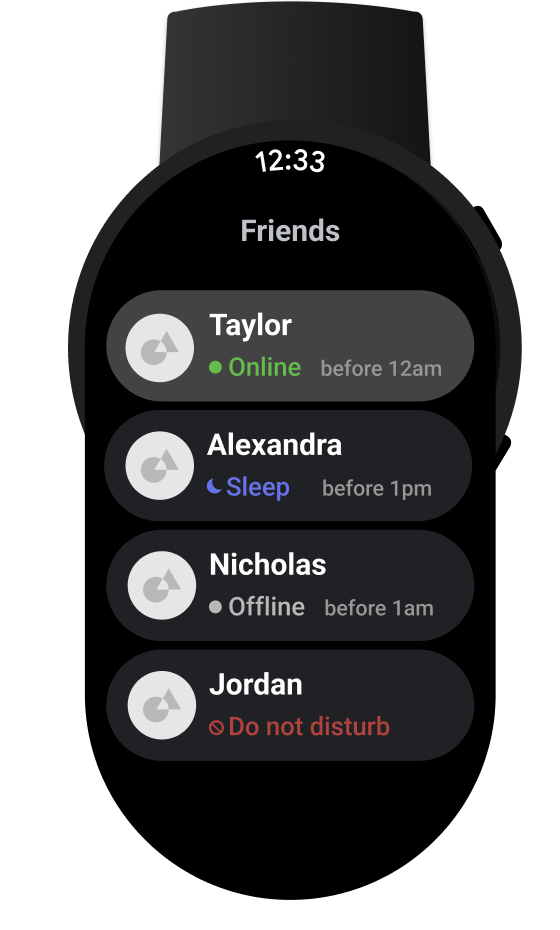 12:33
Friends
Taylor
Online before 12am
Alexandra
Sleep before 1pm
Nicholas
Offline before 1am
Jordan
Do not disturb